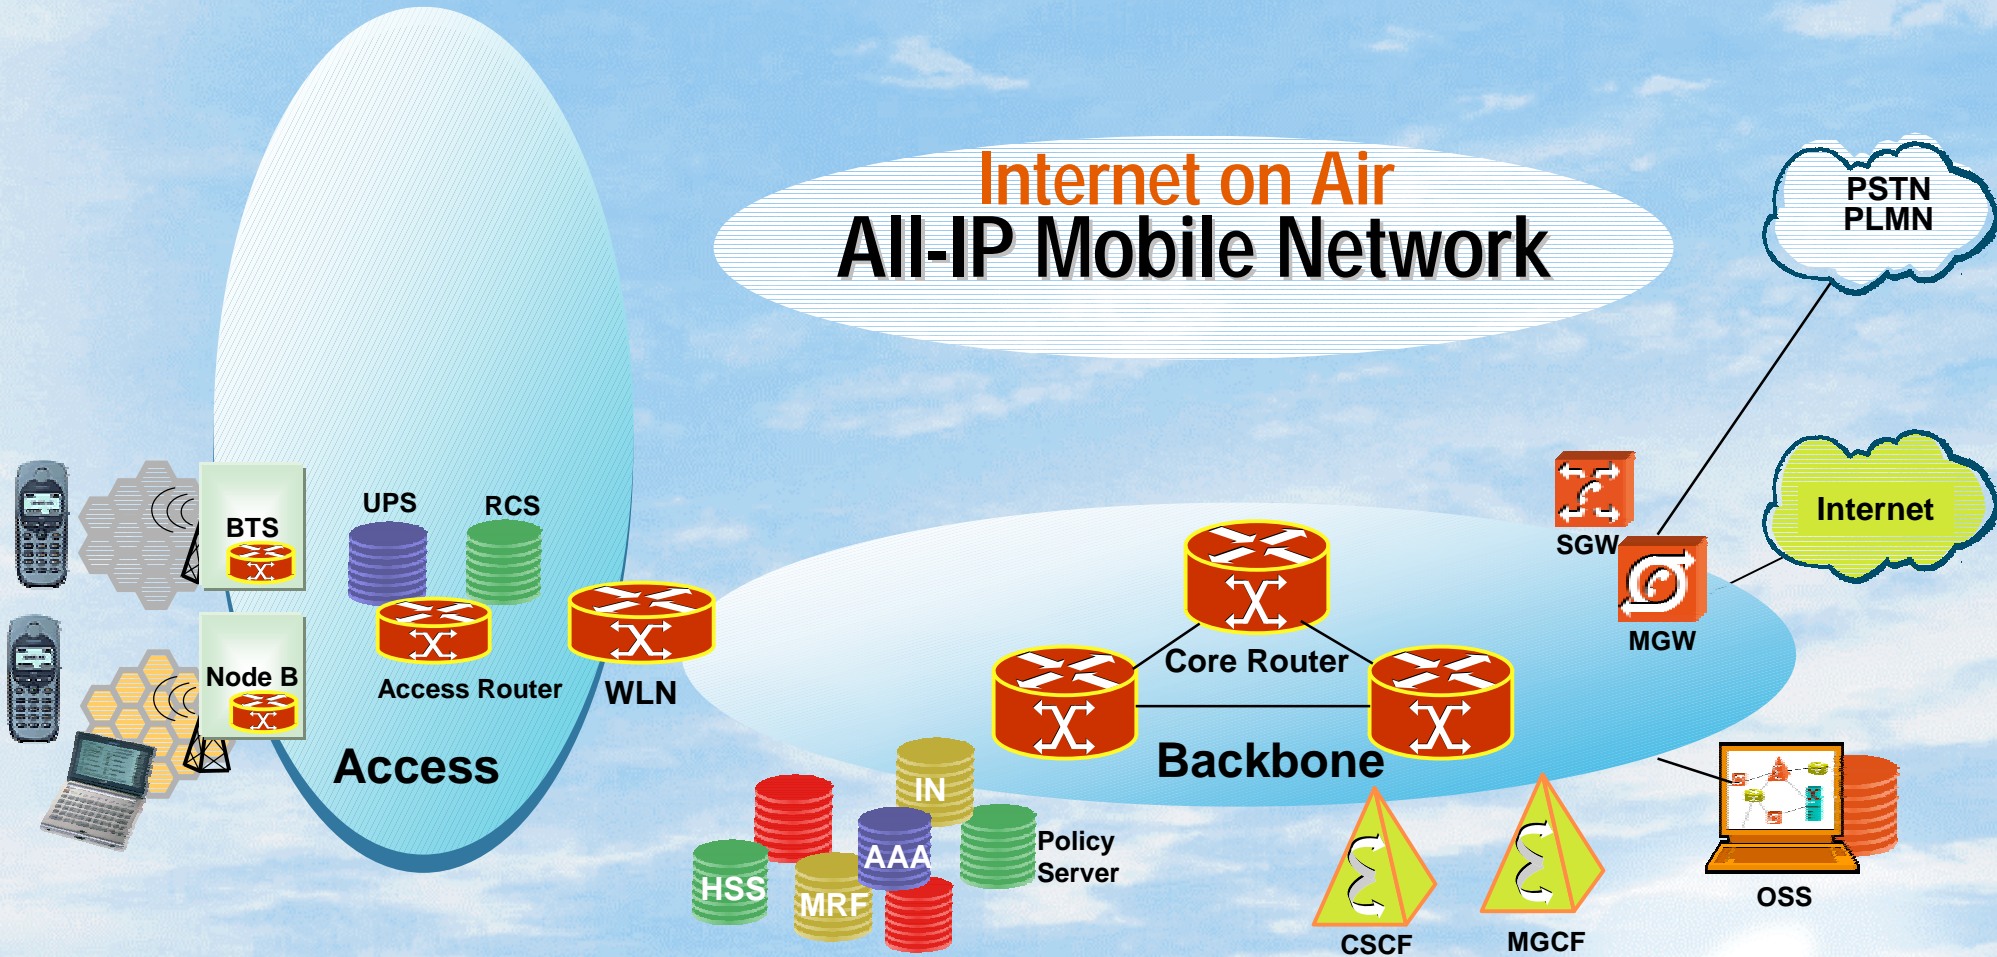 Internet on Air
All-IP Mobile Network
PSTN
PLMN
Internet
SGW
MGW
UPS
RCS
BTS
Node B
Access Router
WLN
Access
Core Router
Backbone
IN
AAA
HSS
MRF
Policy
Server
CSCF
MGCF
OSS